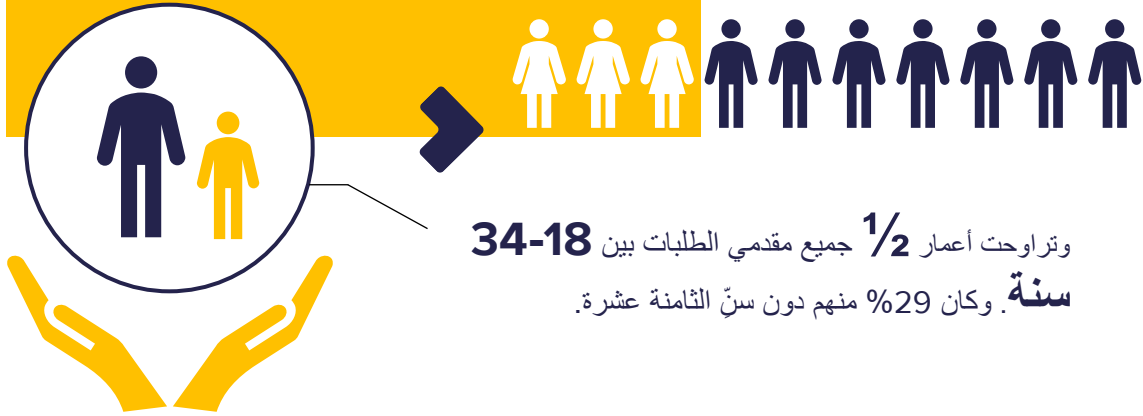 وتراوحت أعمار ½ جميع مقدمي الطلبات بين 18-34
سنة. وكان 29% منهم دون سنّ الثامنة عشرة.